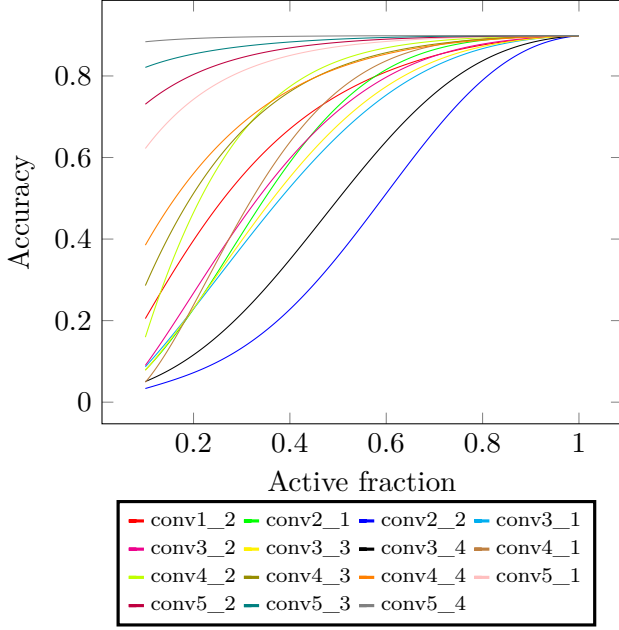 0.8
0.6
0.4
0.2
0
Accuracy
0.2 0.4 0.6 0.8 1
Active fraction
conv1_2 conv2_1 conv2_2 conv3_1
conv3_2 conv3_3 conv3_4 conv4_1
conv4_2 conv4_3 conv4_4 conv5_1
conv5_2 conv5_3 conv5_4